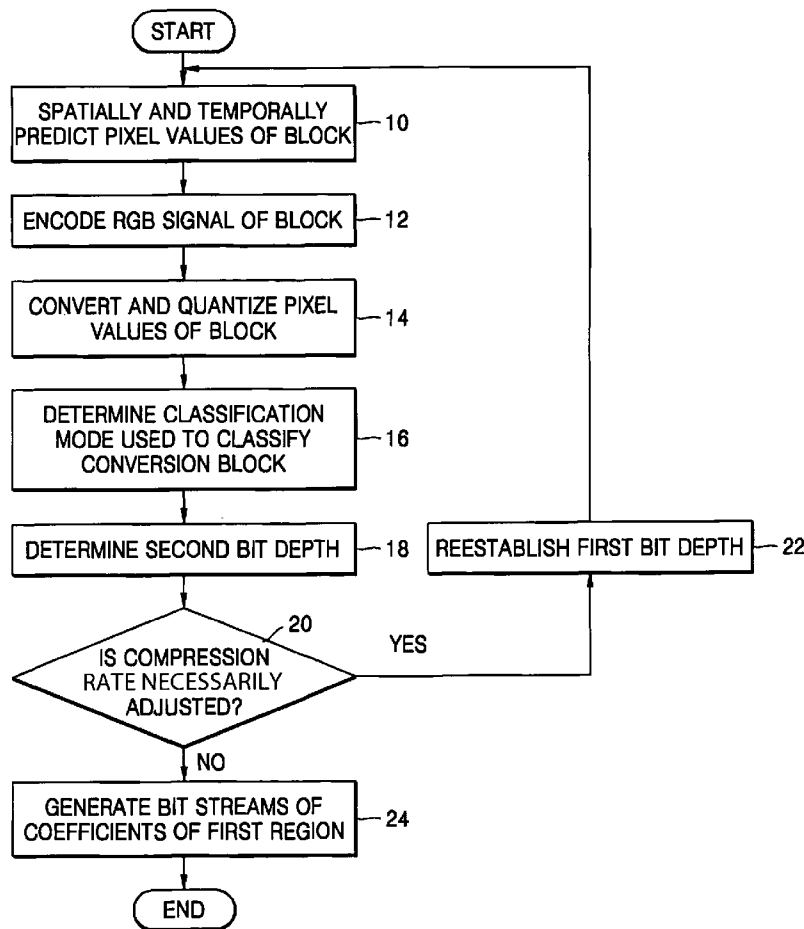 START
SPATIALLY AND TEMPORALLY
PREDICT PIXEL VALUES OF BLOCK
10
ENCODE RGB SIGNAL OF BLOCK
12
CONVERT AND QUANTIZE PIXEL
VALUES OF BLOCK
14
DETERMINE CLASSIFICATION
MODE USED TO CLASSIFY
CONVERSION BLOCK
16
DETERMINE SECOND BIT DEPTH
18
REESTABLISH FIRST BIT DEPTH
22
20
IS COMPRESSION
RATE NECESSARILY
ADJUSTED?
YES
NO
GENERATE BIT STREAMS OF
COEFFICIENTS OF FIRST REGION
24
END